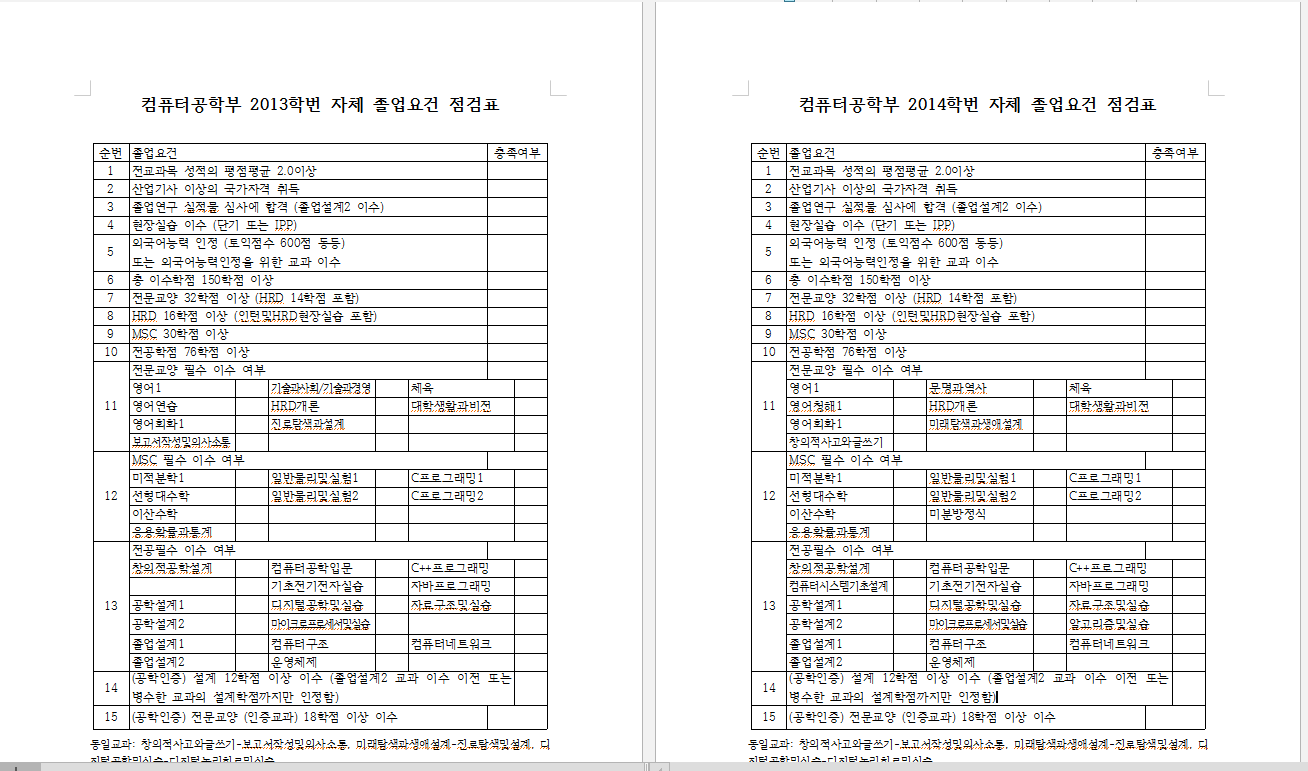 컴퓨터공학부 2013학번 자체 졸업요건 점검표
순번 졸업요건 충족여부
1 전교과목 성적의 평점평균 2.0이상
2 산업기사 이상의 국가자격 취득
3 졸업연구 실적물 심사에 합격 (졸업설계2 이수)
4 현장실습 이수 (단기 또는 IPP)
5 외국어능력 인정 (토익점수 600점 등등)
또는 외국어능력인정을 위한 교과 이수
6 총 이수학점 150학점 이상
7 전문교양 32학점 이상 (HRD 14학점 포함)
8 HRD 16학점 이상 (인턴및HRD현장실습 포함)
9 MSC 30학점 이상
10 전공학점 76학점 이상
전문교양 필수 이수 여부
영어1 기술과사회/기술과경영 체육
11 영어연습 HRD개론 대학생활과비전
영어회화1 진로탐색과설계
보고서작성및의사소통
MSC 필수 이수 여부
미적분학1 일반물리및실험1 C프로그래밍1
12 선형대수학 일반물리및실험2 C프로그래밍2
이산수학
응용확률과통계
전공필수 이수 여부
창의적공학설계 컴퓨터공학입문 C++프로그래밍
기초전기전자실습 자바프로그래밍
13 공학설계1 디지털공학및실습 자료구조및실습
공학설계2 마이크로프로세서및실습
졸업설계1 컴퓨터구조 컴퓨터네트워크
졸업설계2 운영체제
14 (공학인증) 설계 12학점 이상 이수 (졸업설계2 교과 이수 이전 또는
병수한 교과의 설계학점까지만 인정함)
15 (공학인증) 전문교양 (인증교과) 18학점 이상 이수
동일교과: 창의적사고와글쓰기-보고서작성및의사소통, 미래탐색과생애설계-진로탐색및설계, 디
지털공학및실습-디지털논리회로및실습
컴퓨터공학부 2014학번 자체 졸업요건 점검표
순번 졸업요건 충족여부
1 전교과목 성적의 평점평균 2.0이상
2 산업기사 이상의 국가자격 취득
3 졸업연구 실적물 심사에 합격 (졸업설계2 이수)
4 현장실습 이수 (단기 또는 IPP)
5 외국어능력 인정 (토익점수 600점 등등)
또는 외국어능력인정을 위한 교과 이수
6 총 이수학점 150학점 이상
7 전문교양 32학점 이상 (HRD 14학점 포함)
8 HRD 16학점 이상 (인턴및HRD현장실습 포함)
9 MSC 30학점 이상
10 전공학점 76학점 이상
전문교양 필수 이수 여부
영어1 문명과역사 체육
11 영어청해1 HRD개론 대학생활과비전
영어회화1 미래탐색과생애설계
창의적사고와글쓰기
MSC 필수 이수 여부
미적분학1 일반물리및실험1 C프로그래밍1
12 선형대수학 일반물리및실험2 C프로그래밍2
이산수학 미분방정식
응용확률과통계
전공필수 이수 여부
창의적공학설계 컴퓨터공학입문 C++프로그래밍
컴퓨터시스템기초설계 기초전기전자실습 자바프로그래밍
13 공학설계1 디지털공학및실습 자료구조및실습
공학설계2 마이크로프로세서및실습 알고리즘및실습
졸업설계1 컴퓨터구조 컴퓨터네트워크
졸업설계2 운영체제
14 (공학인증) 설계 12학점 이상 이수 (졸업설계2 교과 이수 이전 또는
병수한 교과의 설계학점까지만 인정함)
15 (공학인증) 전문교양 (인증교과) 18학점 이상 이수
동일교과: 창의적사고와글쓰기-보고서작성및의사소통, 미래탐색과생애설계-진로탐색및설계, 디
지털공학및실습-디지털논리회로및실습